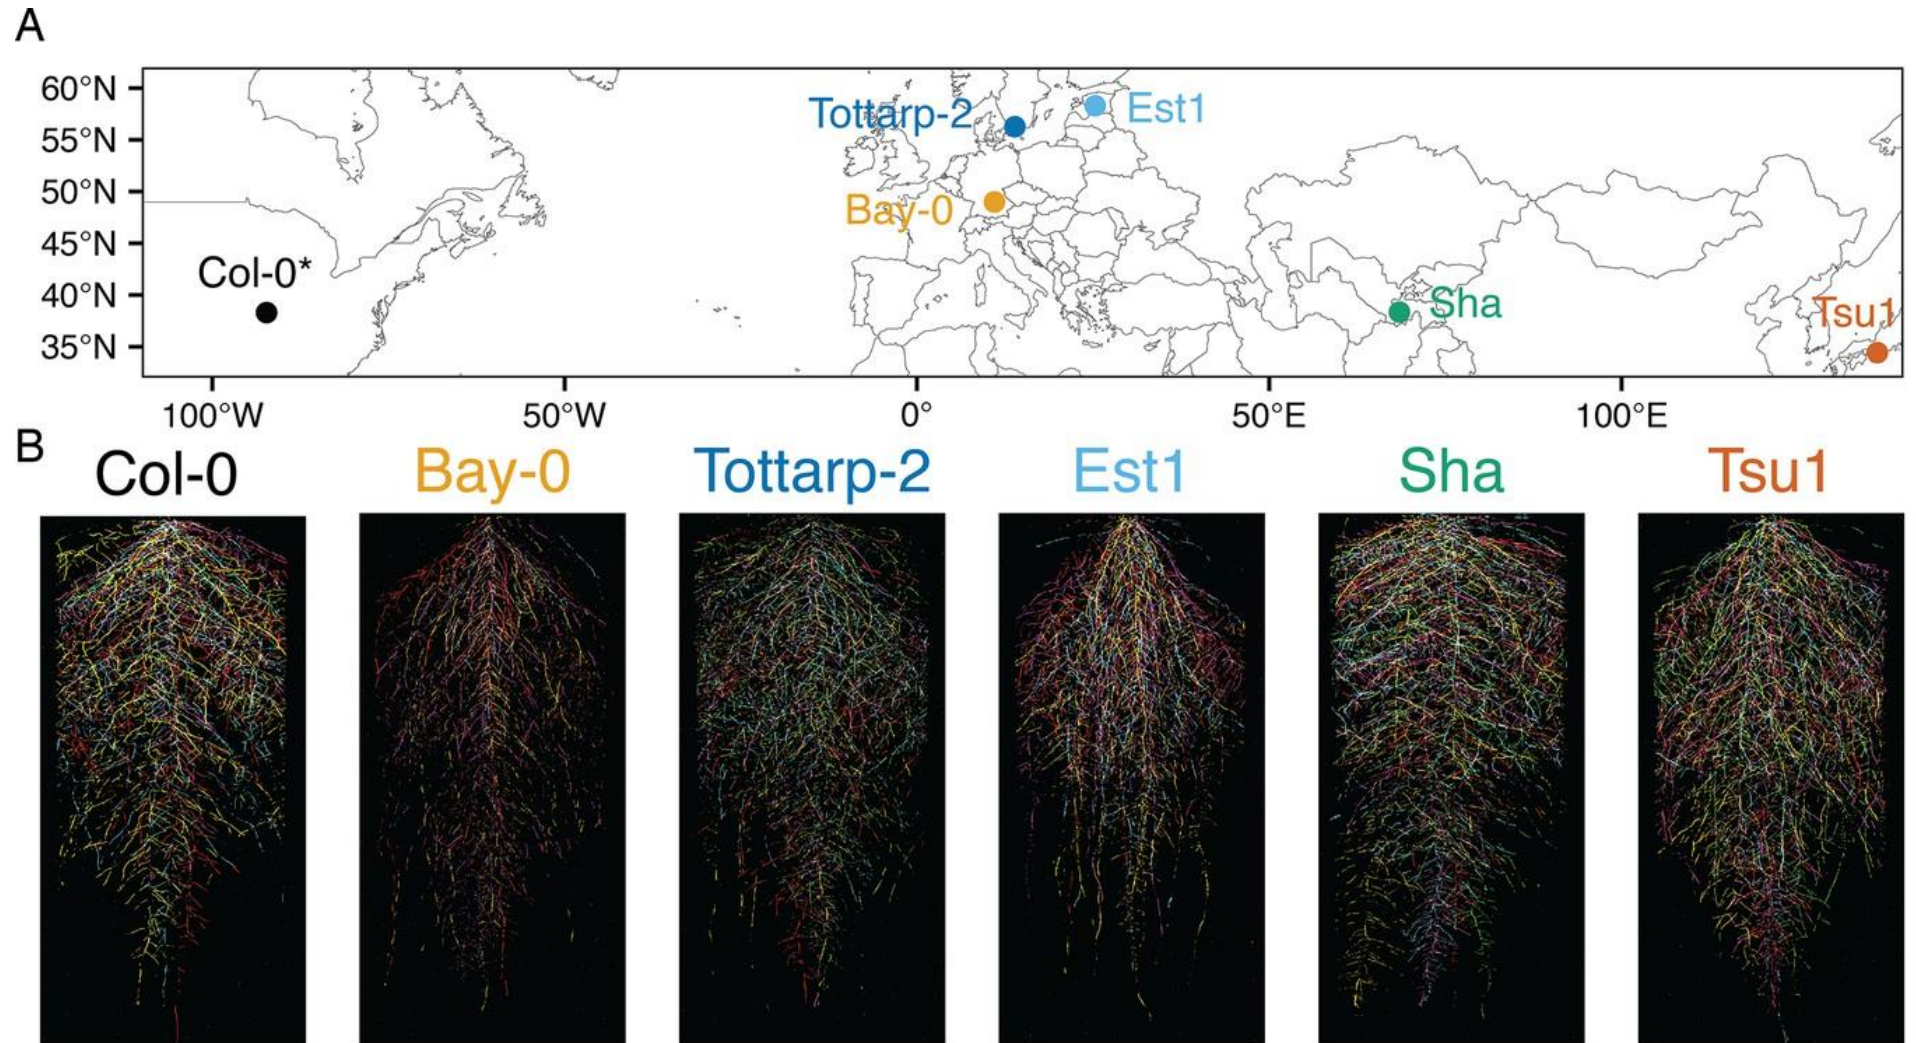 A
60°N
55°N
50°N
45°N
40°N
35°N
Tottarp-2
Est1
Bay-0
Col-0*
Sha
Tsu1
100°W 50°W 0° 50°E 100°E
B
Col-0 Bay-0 Tottarp-2 Est1 Sha Tsu1